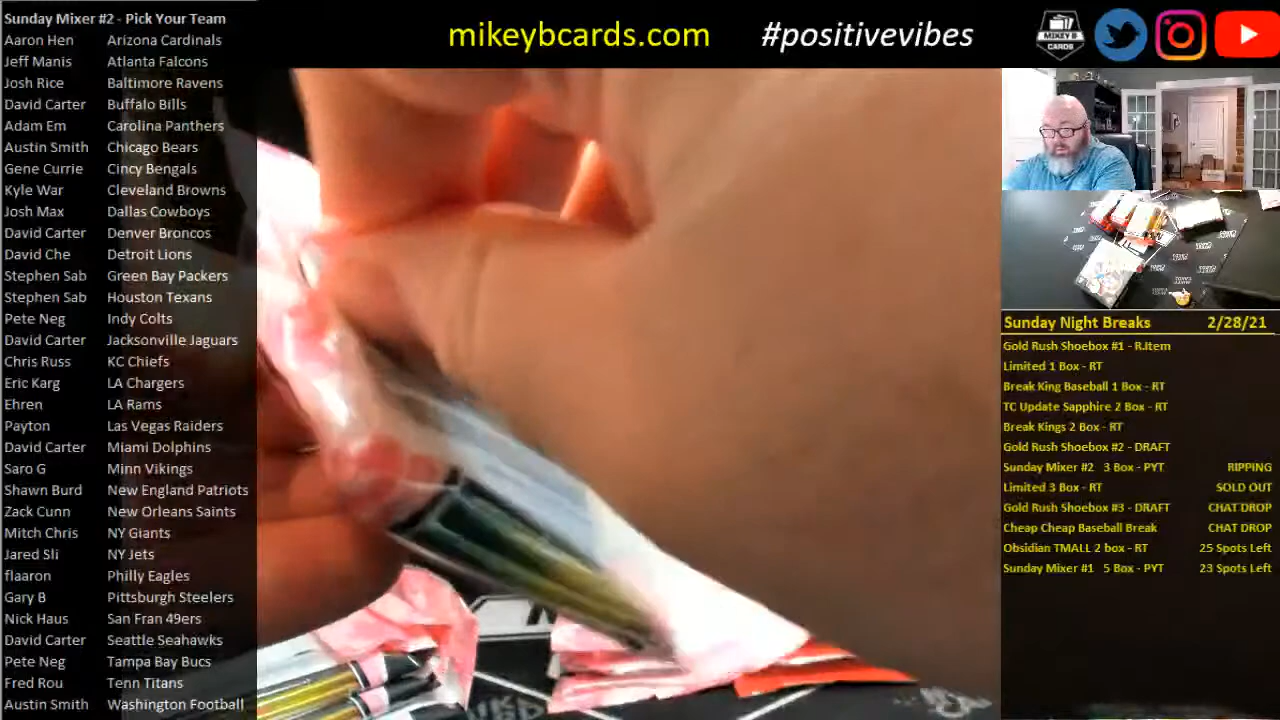 Sunday Mixer #2 - Pick Your Team
Aaron Hen Arizona Cardinals
Jeff Manis Atlanta Falcons
Josh Rice Baltimore Ravens
David Carter Buffalo Bills
Adam Em Carolina Panthers
Austin Smith Chicago Bears
Gene Currie Cincy Bengals
Kyle War Cleveland Browns
Josh Max Dallas Cowboys
David Carter Denver Broncos
David Che Detroit Lions
Stephen Sab Green Bay Packers
Stephen Sab Houston Texans
Pete Neg Indy Colts
David Carter Jacksonville Jaguars
Chris Russ KC Chiefs
Eric Karg LA Chargers
Ehren LA Rams
Payton Las Vegas Raiders
David Carter Miami Dolphins
Saro G Minn Vikings
Shawn Burd New England Patriots
Zack Cunn New Orleans Saints
Mitch Chris NY Giants
Jared Sli NY Jets
flaaron Philly Eagles
Gary B Pittsburgh Steelers
Nick Haus San Fran 49ers
David Carter Seattle Seahawks
Pete Neg Tampa Bay Bucs
Fred Rou Tenn Titans
Austin Smith Washington Football
mikeybcards.com #positivevibes
MIKEY B
CARDS
Sunday Night Breaks 2/28/21
Gold Rush Shoebox #1 - R.Item
Limited 1 Box - RT
Break King Baseball 1 Box - RT
TC Update Sapphire 2 Box - RT
Break Kings 2 Box - RT
Gold Rush Shoebox #2 - DRAFT
Sunday Mixer #2 3 Box - PYT RIPPING
Limited 3 Box - RT SOLD OUT
Gold Rush Shoebox #3 - DRAFT CHAT DROP
Cheap Cheap Baseball Break CHAT DROP
Obsidian TMALL 2 box - RT 25 Spots Left
Sunday Mixer #1 5 Box - PYT 23 Spots Left